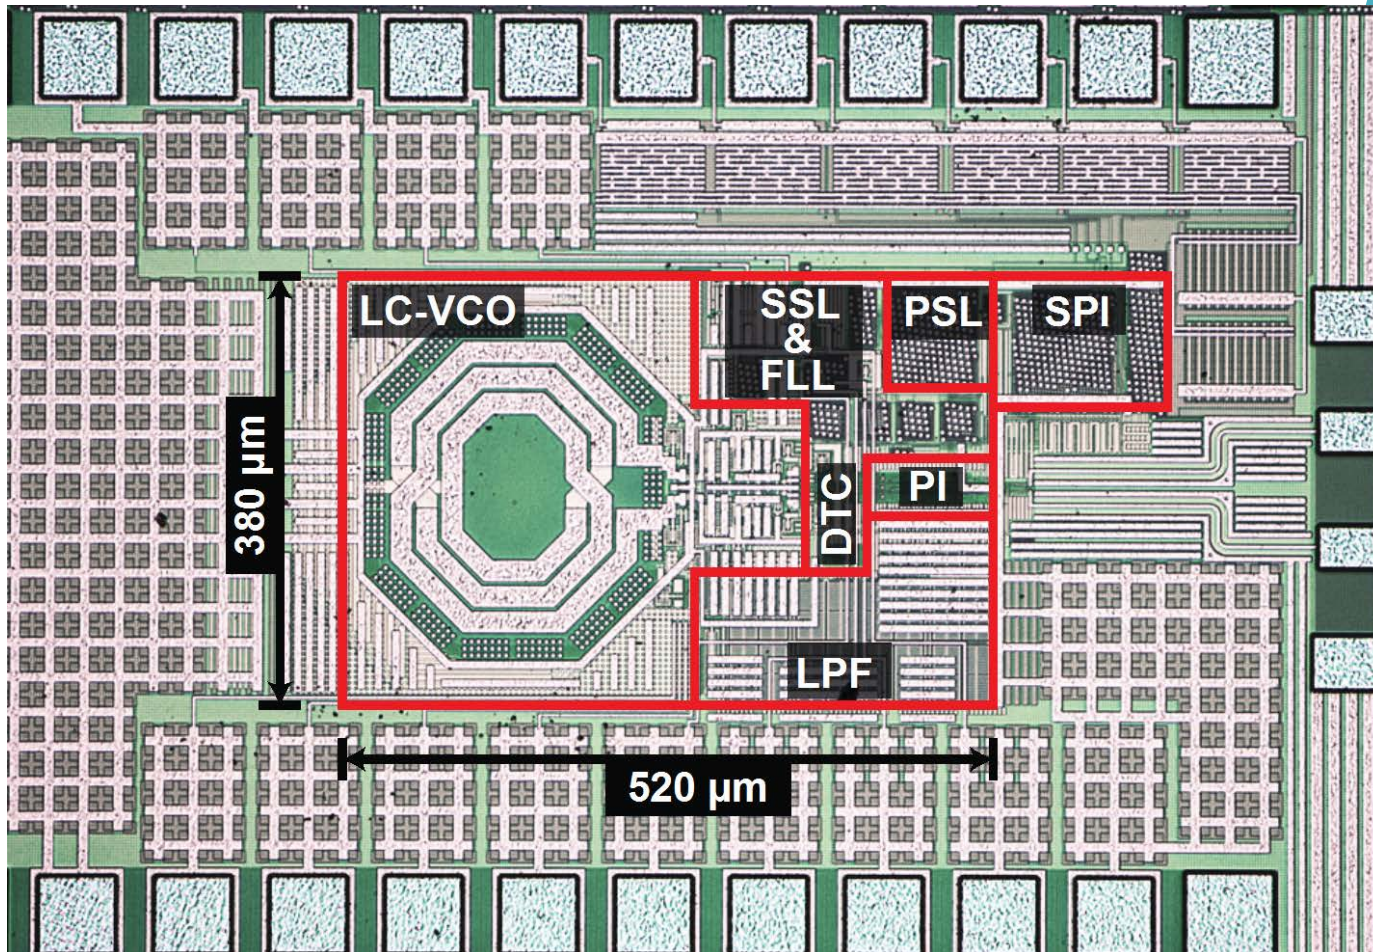 LC-VCO
SSL
&
FLL
PSL
SPI
380 μm
DTC
PI
LPF
520 μm